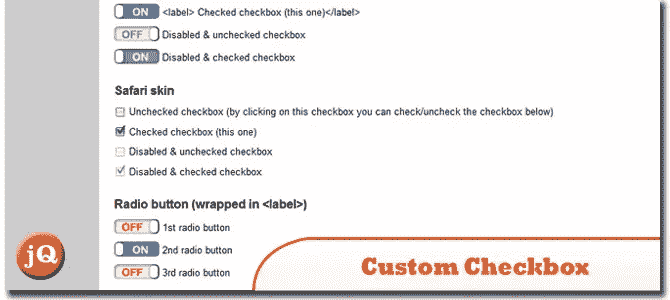 ON <label> Checked checkbox (this one)</label>
OFF Disabled & unchecked checkbox
ON Disabled & checked checkbox
Safari skin
Unchecked checkbox (by clicking on this checkbox you can check/uncheck the checkbox below)
Checked checkbox (this one)
Disabled & unchecked checkbox
Disabled & checked checkbox
Radio button (wrapped in <label>)
OFF 1st radio button
ON 2nd radio button
OFF 3rd radio button
jQ
Custom Checkbox